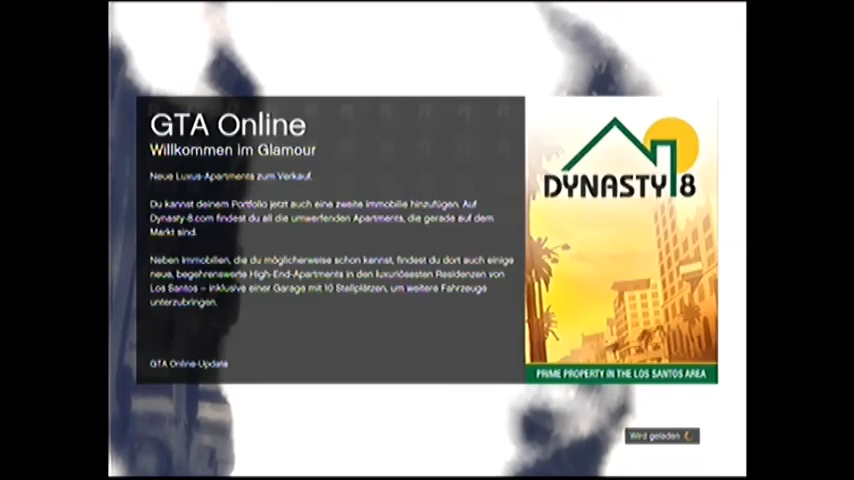 GTA Online
Willkommen im Glamour
Neue Luxus-Apartments zum Verkauf.
Du kannst deinem Portfolio jetzt auch eine zweite Immobilie hinzufügen. Auf
Dynasty-8.com findest du all die umwerfenden Apartments, die gerade auf dem
Markt sind.
Neben Immobilien, die du möglicherweise schon kennst, findest du dort auch einige
neue, begehrenswerte High-End-Apartments in den luxuriösesten Residenzen von
Los Santos – inklusive einer Garage mit 10 Stellplätzen, um weitere Fahrzeuge
unterzubringen.
GTA Online-Update
DYNASTY 8
PRIME PROPERTY IN THE LOS SANTOS AREA
Wird geladen